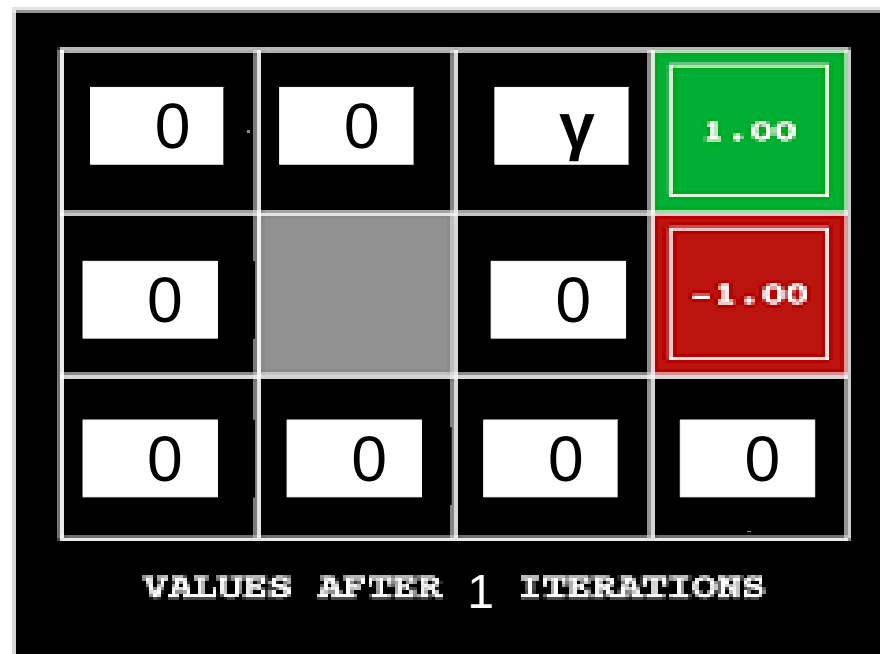 0 0 γ 1.00
0 0 -1.00
0 0 0 0
VALUES AFTER 1 ITERATIONS